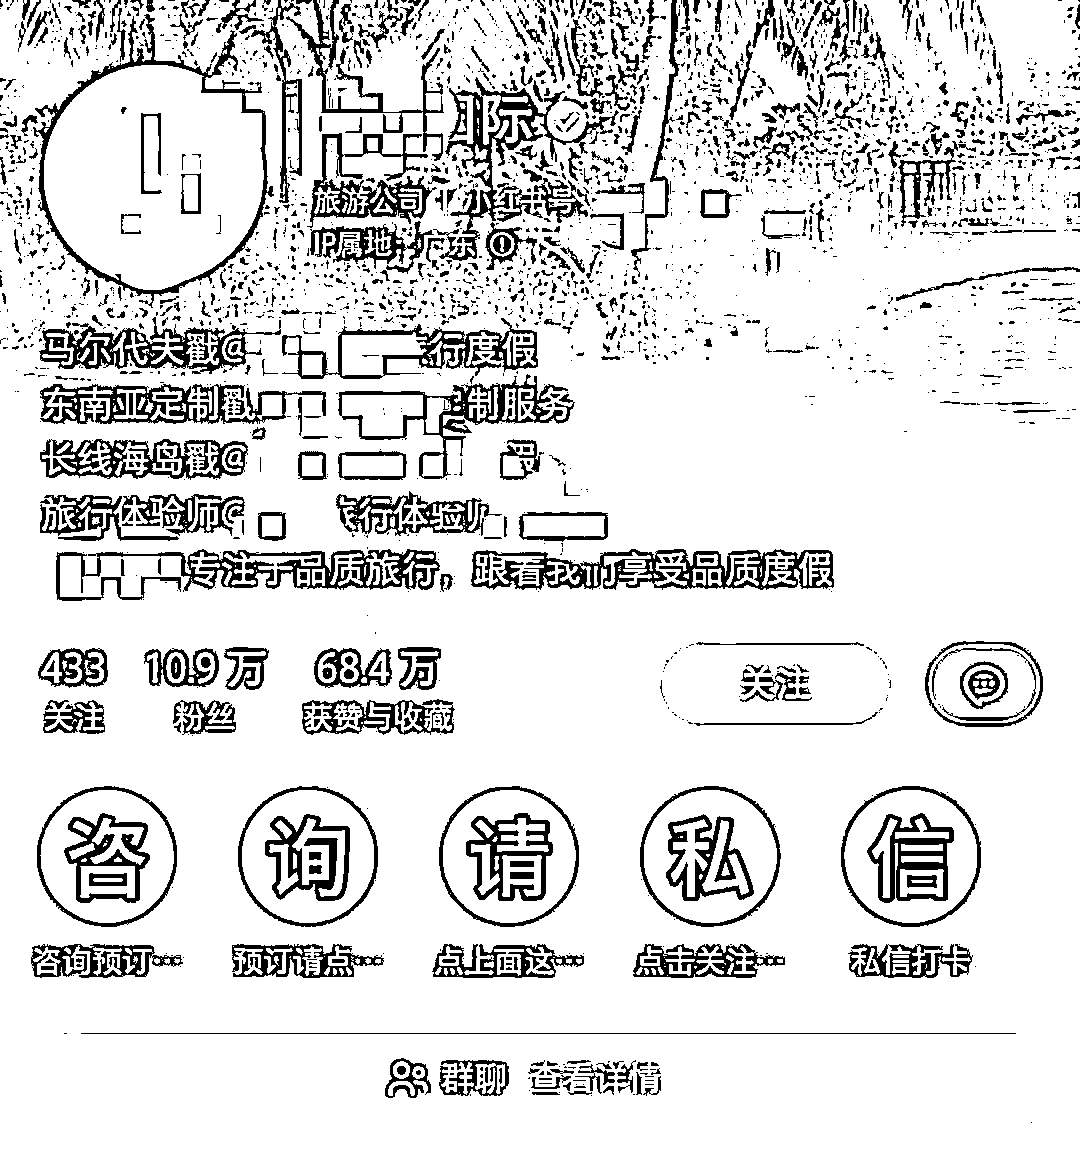 际
旅游公司 小红书号
IP属地：广东
马尔代夫戳@ 行度假
东南亚定制戳 制服务
长线海岛戳@
旅行体验师@ 行体验
专注于品质旅行，跟着我们享受品质度假
433 10.9万 68.4万
关注 粉丝 获赞与收藏 关注
咨 询 请 私 信
咨询预订… 预订请点… 点上面这… 点击关注… 私信打卡
群聊 查看详情